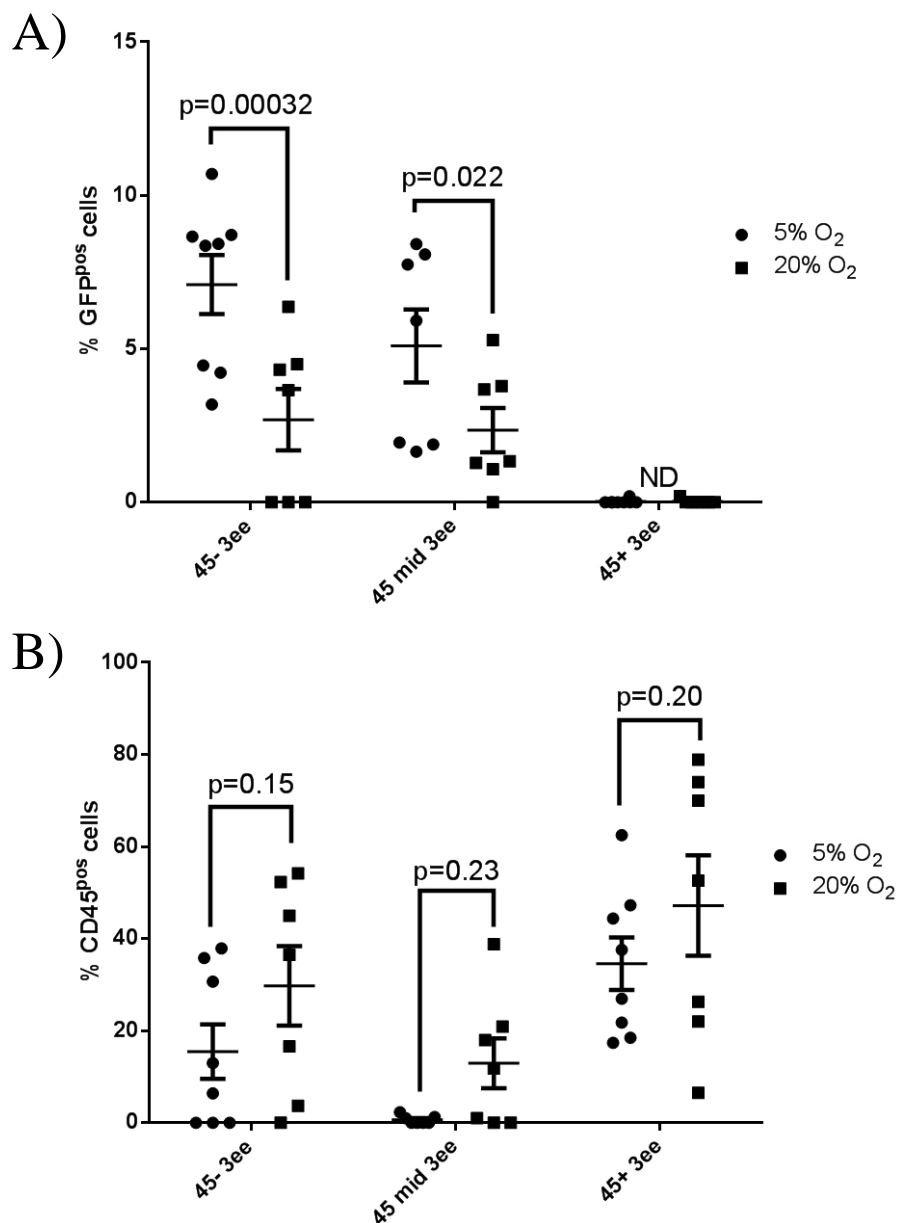 A)
15
10
5
0
% GFPpos cells
p=0.00032
p=0.022
ND
5% O2
20% O2
45- 3ee
45 mid 3ee
45+ 3ee
B)
100
80
60
40
20
0
% CD45pos cells
p=0.15
p=0.23
p=0.20
5% O2
20% O2
45- 3ee
45 mid 3ee
45+ 3ee